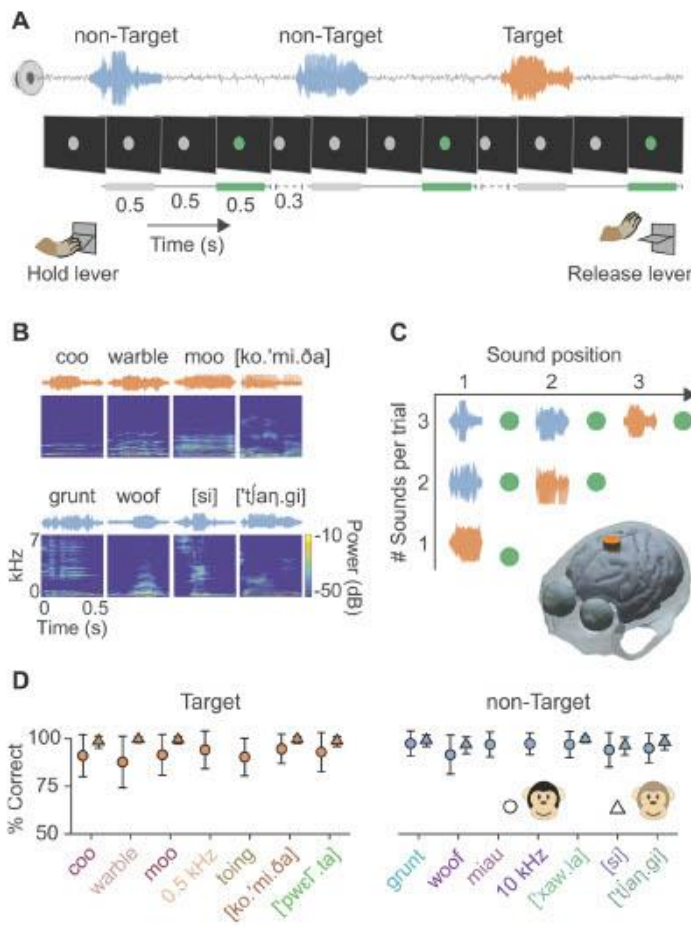 A
non-Target non-Target Target
0.5 0.5 0.5 0.3
Time (s)
Hold lever Release lever
B
coo warble moo [ko.'mi.ða]
grunt woof [si] ['tʃaŋ.gi]
7
kHz
0
0 0.5
Time (s)
-10
Power (dB)
-50
C
Sound position
1 2 3
# Sounds per trial
3
2
1
D
Target non-Target
% Correct
100
75
50
coo
warble
moo
0.5 kHz
toing
[ko.'mi.ða]
['pwɛɾ.ta]
grunt
woof
miau
10 kHz
['xaw.la]
[si]
['tʃaŋ.gi]